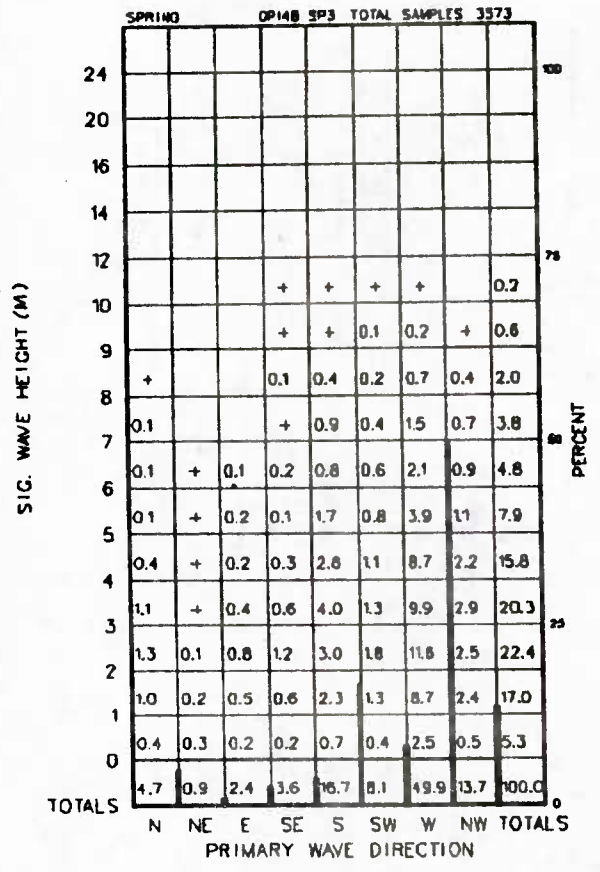 SPRING OP14B SP3 TOTAL SAMPLES 3573
24 100
20
16
14
12 75
+ + + + 0.2
10
+ + 0.1 0.2 + 0.6
9
+ 0.1 0.4 0.2 0.7 0.4 2.0
8
0.1 + 0.9 0.4 1.5 0.7 3.8
7 50
0.1 + 0.1 0.2 0.8 0.6 2.1 0.9 4.8
6
0.1 + 0.2 0.1 1.7 0.8 3.9 1.1 7.9
5
0.4 + 0.2 0.3 2.8 1.1 8.7 2.2 15.8
4
1.1 + 0.4 0.6 4.0 1.3 9.9 2.9 20.3
3 25
1.3 0.1 0.8 1.2 3.0 1.8 11.6 2.5 22.4
2
1.0 0.2 0.5 0.6 2.3 1.3 8.7 2.4 17.0
1
0.4 0.3 0.2 0.2 0.7 0.4 2.5 0.5 5.3
0
4.7 0.9 2.4 3.6 16.7 8.1 49.9 13.7 100.0
TOTALS 0
N NE E SE S SW W NW TOTALS
PRIMARY WAVE DIRECTION
SIG. WAVE HEIGHT (M)
PERCENT